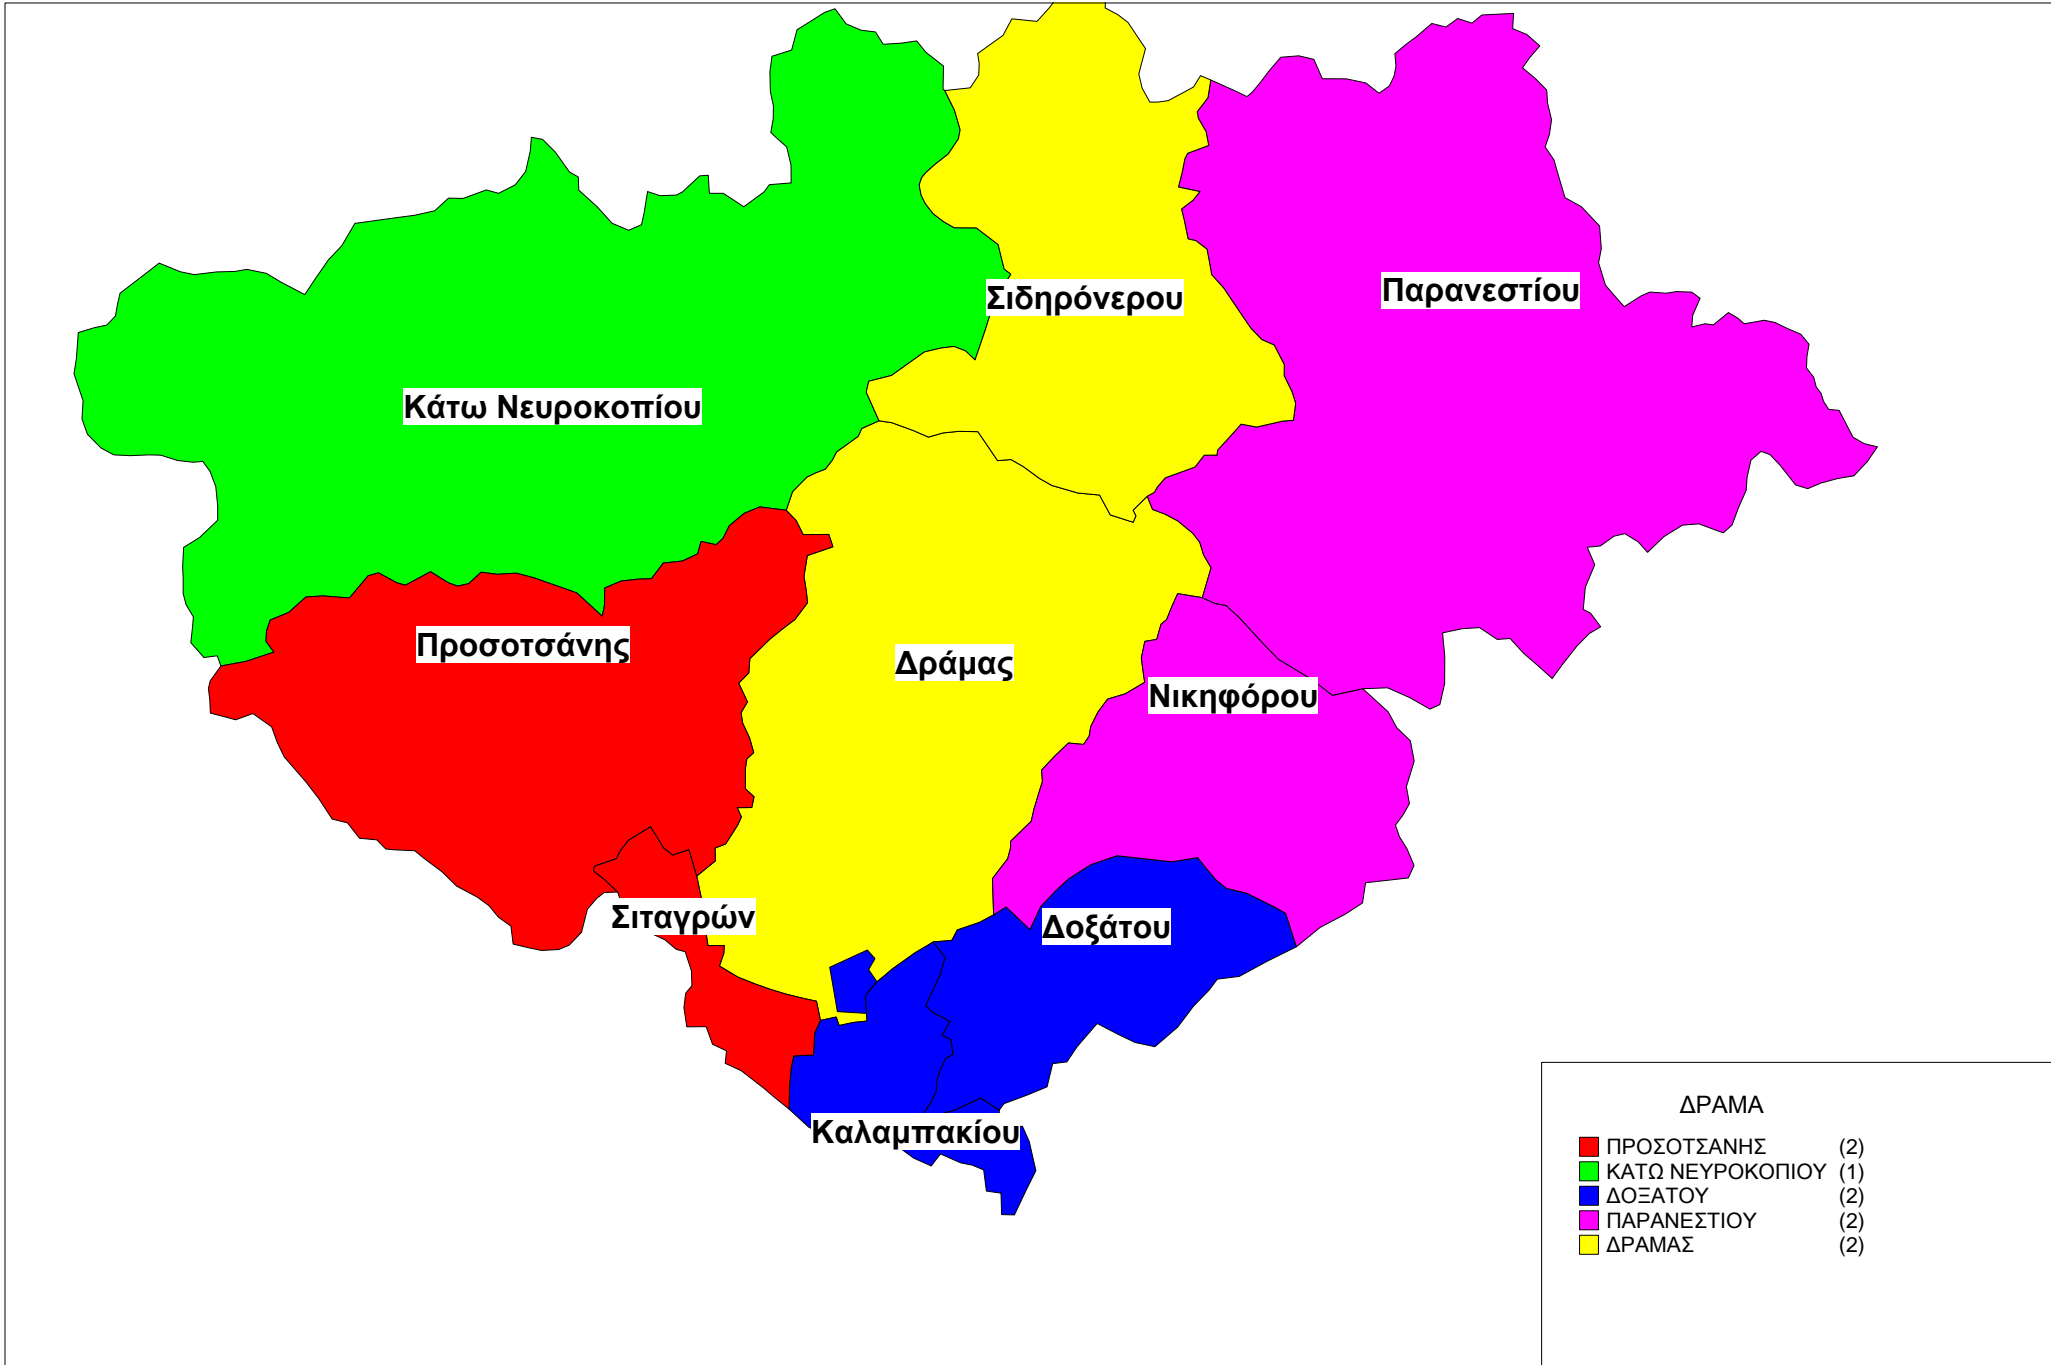 Σιδηρόνερου
Παρανεστίου
Κάτω Νευροκοπίου
Προσοτσάνης
Δράμας
Νικηφόρου
Σιταγρών
Δοξάτου
Καλαμπακίου
ΔΡΑΜΑ
ΠΡΟΣΟΤΣΑΝΗΣ (2)
ΚΑΤΩ ΝΕΥΡΟΚΟΠΙΟΥ (1)
ΔΟΞΑΤΟΥ (2)
ΠΑΡΑΝΕΣΤΙΟΥ (2)
ΔΡΑΜΑΣ (2)